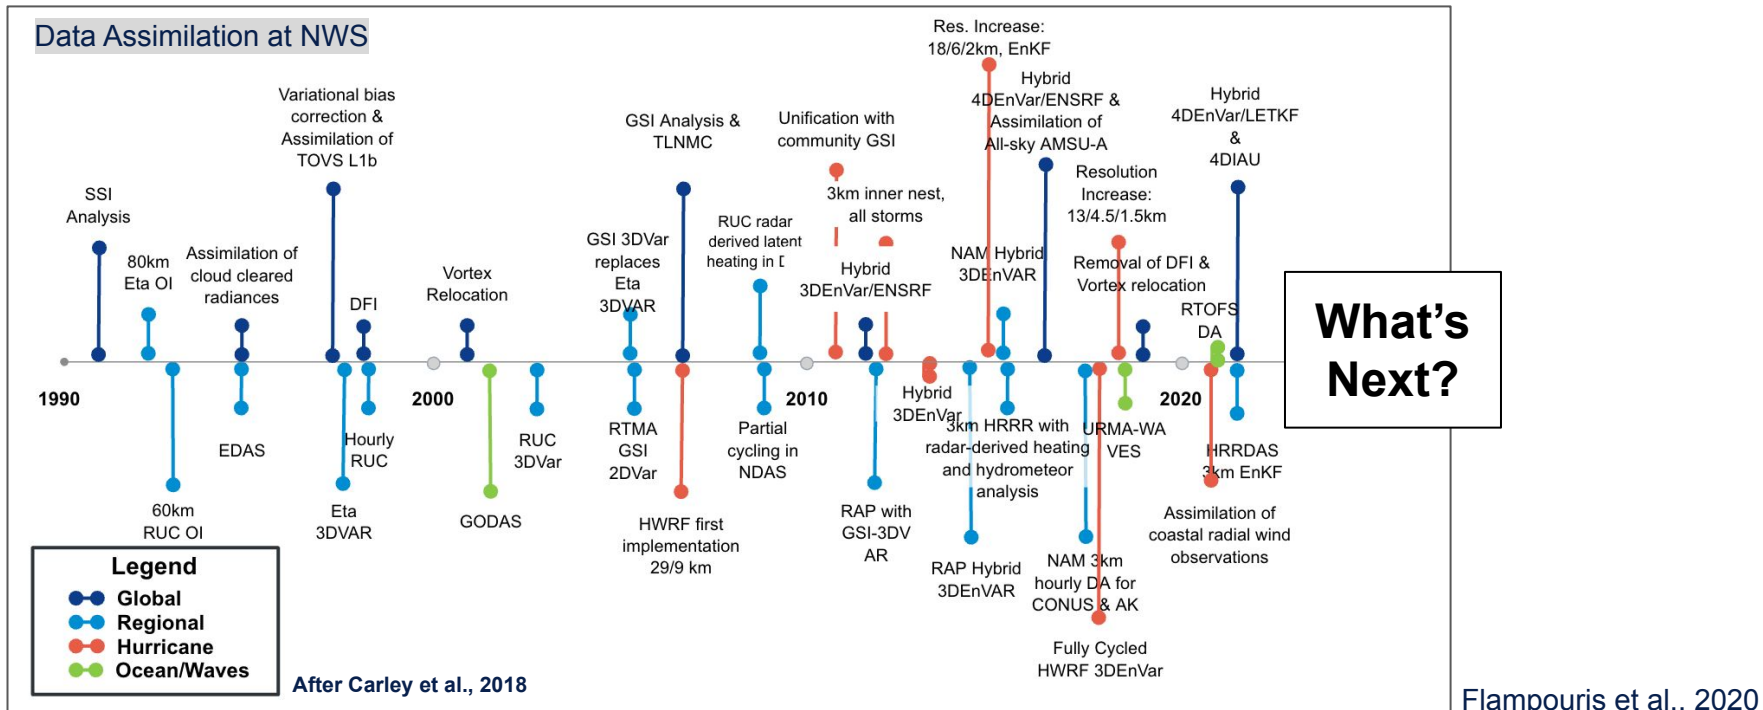 Data Assimilation at NWS
SSI
Analysis
80km
Eta OI
Assimilation of
cloud cleared
radiances
Variational bias
correction &
Assimilation of
TOVS L1b
DFI
Vortex
Relocation
GSI 3DVar
replaces
Eta
3DVAR
GSI Analysis &
TLNMC
RUC radar
derived latent
heating in
Unification with
community GSI
3km inner nest,
all storms
Hybrid
3DEnVar/ENSRF
Res. Increase:
18/6/2km, EnKF
NAM Hybrid
3DEnVAR
Hybrid
4DEnVar/ENSRF &
Assimilation of
All-sky AMSU-A
Resolution
Increase:
13/4.5/1.5km
Removal of DFI &
Vortex relocation
RTOFS
DA
Hybrid
4DEnVar/LETKF
&
4DIAU
What's
Next?
1990
2000
2010
2020
60km
RUC OI
EDAS
Eta
3DVAR
Hourly
RUC
GODAS
RUC
3DVar
RTMA
GSI
2DVar
HWRF first
implementation
29/9 km
Partial
cycling in
NDAS
RAP with
GSI-3DV
AR
Hybrid
3DEnVar
RAP Hybrid
3DEnVAR
3km HRRR with
radar-derived heating
and hydrometeor
analysis
NAM 3km
hourly DA for
CONUS & AK
Fully Cycled
HWRF 3DEnVar
URMA-WA
VES
HRRDAS
3km EnKF
Assimilation of
coastal radial wind
observations
Legend
Global
Regional
Hurricane
Ocean/Waves
After Carley et al., 2018
Flampouris et al., 2020